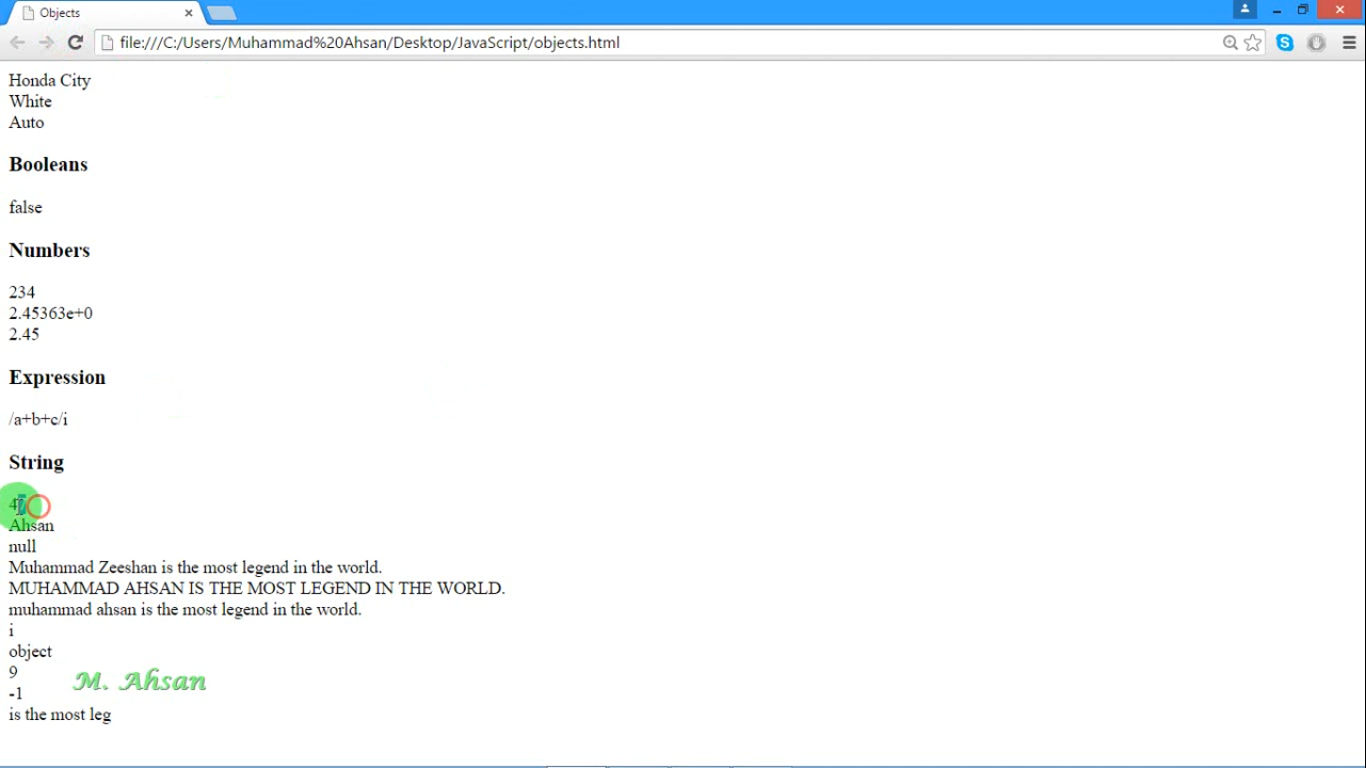 Objects
file:///C:/Users/Muhammad%20Ahsan/Desktop/JavaScript/objects.html
Honda City
White
Auto
Booleans
false
Numbers
234
2.45363e+0
2.45
Expression
/a+b+c/i
String
Ahsan
null
Muhammad Zeeshan is the most legend in the world.
MUHAMMAD AHSAN IS THE MOST LEGEND IN THE WORLD.
muhammad ahsan is the most legend in the world.
i
object
9
M. Ahsan
-1
is the most leg